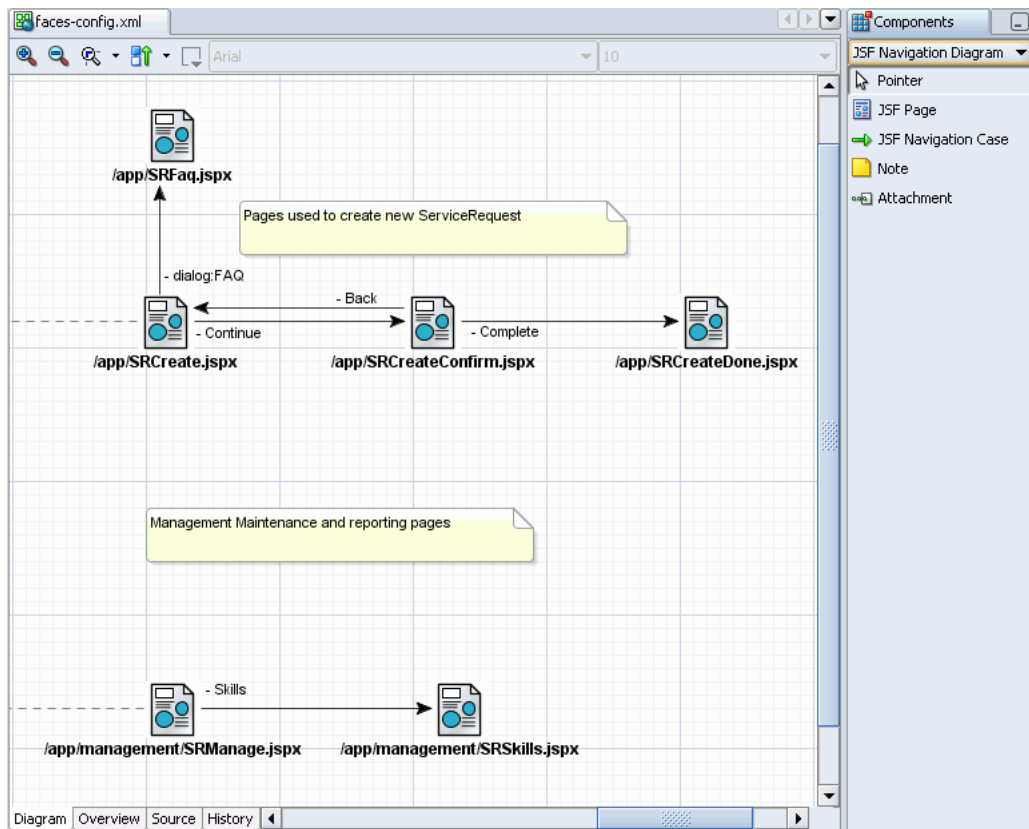 faces-config.xml
Components
Arial
10
JSF Navigation Diagram
Pointer
JSF Page
JSF Navigation Case
Note
Attachment
/app/SRFaq.jspx
Pages used to create new ServiceRequest
- dialog:FAQ
- Back
- Continue
- Complete
/app/SRCreate.jspx
/app/SRCreateConfirm.jspx
/app/SRCreateDone.jspx
Management Maintenance and reporting pages
- Skills
/app/management/SRManage.jspx
/app/management/SRSkills.jspx
Diagram
Overview
Source
History